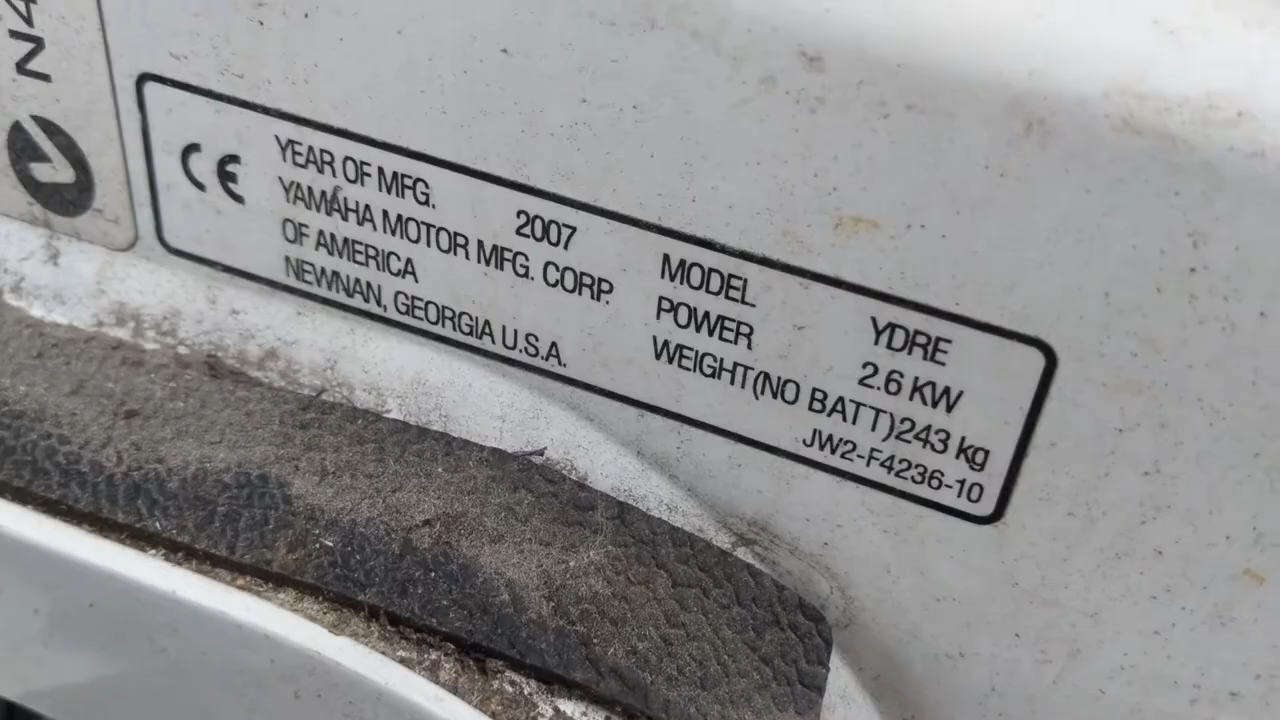 N4
CE
YEAR OF MFG. 2007
YAMAHA MOTOR MFG. CORP.
OF AMERICA
NEWNAN, GEORGIA U.S.A.
MODEL YDRE
POWER 2.6 KW
WEIGHT(NO BATT)243 kg
JW2-F4236-10